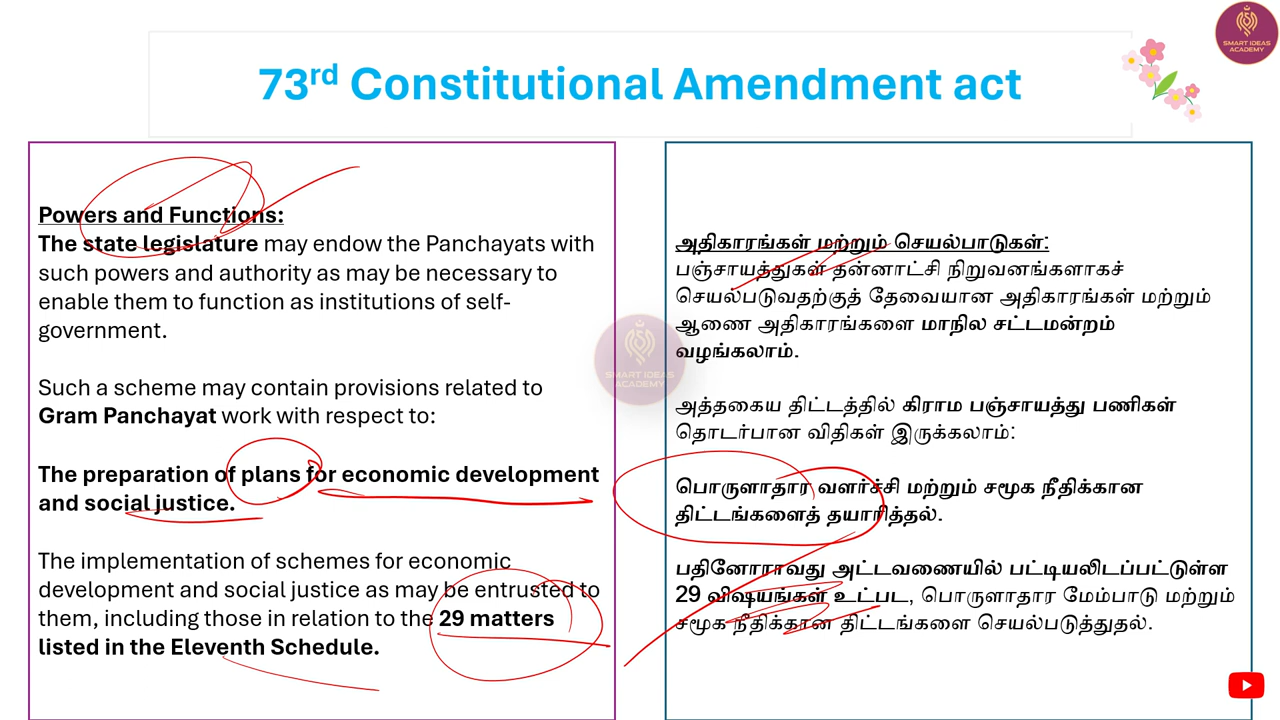 SMART IDEAS
ACADEMY
73rd Constitutional Amendment act
Powers and Functions:
The state legislature may endow the Panchayats with
such powers and authority as may be necessary to
enable them to function as institutions of self-
government.
Such a scheme may contain provisions related to
Gram Panchayat work with respect to:
The preparation of plans for economic development
and social justice.
The implementation of schemes for economic
development and social justice as may be entrusted to
them, including those in relation to the 29 matters
listed in the Eleventh Schedule.
அதிகாரங்கள் மற்றும் செயல்பாடுகள்:
பஞ்சாயத்துகள் தன்னாட்சி நிறுவனங்களாகச்
செயல்படுவதற்குத் தேவையான அதிகாரங்கள் மற்றும்
ஆணை அதிகாரங்களை மாநில சட்டமன்றம்
வழங்கலாம்.
அத்தகைய திட்டத்தில் கிராம பஞ்சாயத்து பணிகள்
தொடர்பான விதிகள் இருக்கலாம்:
பொருளாதார வளர்ச்சி மற்றும் சமூக நீதிக்கான
திட்டங்களைத் தயாரித்தல்.
பதினோராவது அட்டவணையில் பட்டியலிடப்பட்டுள்ள
29 விஷயங்கள் உட்பட, பொருளாதார மேம்பாடு மற்றும்
சமூக நீதிக்கான திட்டங்களை செயல்படுத்துதல்.
SMART IDEAS
ACADEMY